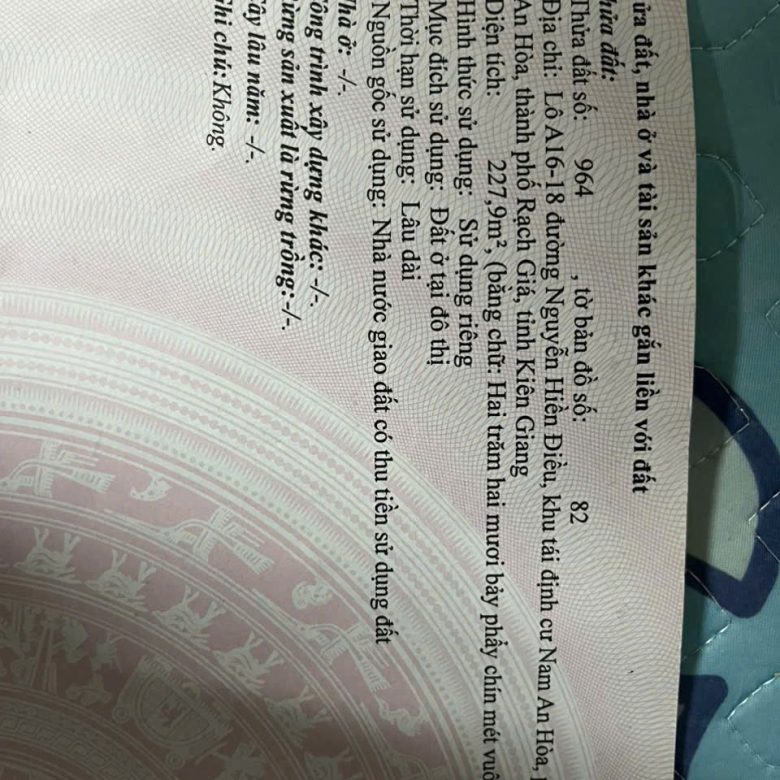 ửa đất, nhà ở và tài sản khác gắn liền với đất
hửa đất:
Thửa đất số: 964 , tờ bản đồ số: 82
Địa chỉ: Lô A16-18 đường Nguyễn Hiền Điều, khu tái định cư Nam An Hòa,
An Hòa, thành phố Rạch Giá, tỉnh Kiên Giang
Diện tích: 227,9m², (bằng chữ: Hai trăm hai mươi bảy phảy chín mét vuô
Hình thức sử dụng: Sử dụng riêng
Mục đích sử dụng: Đất ở tại đô thị
Thời hạn sử dụng: Lâu dài
Nguồn gốc sử dụng: Nhà nước giao đất có thu tiền sử dụng đất
hà ở: -/-.
ông trình xây dựng khác: -/-.
ừng sản xuất là rừng trồng:-/-.
ây lâu năm: -/-.
hi chú: Không.